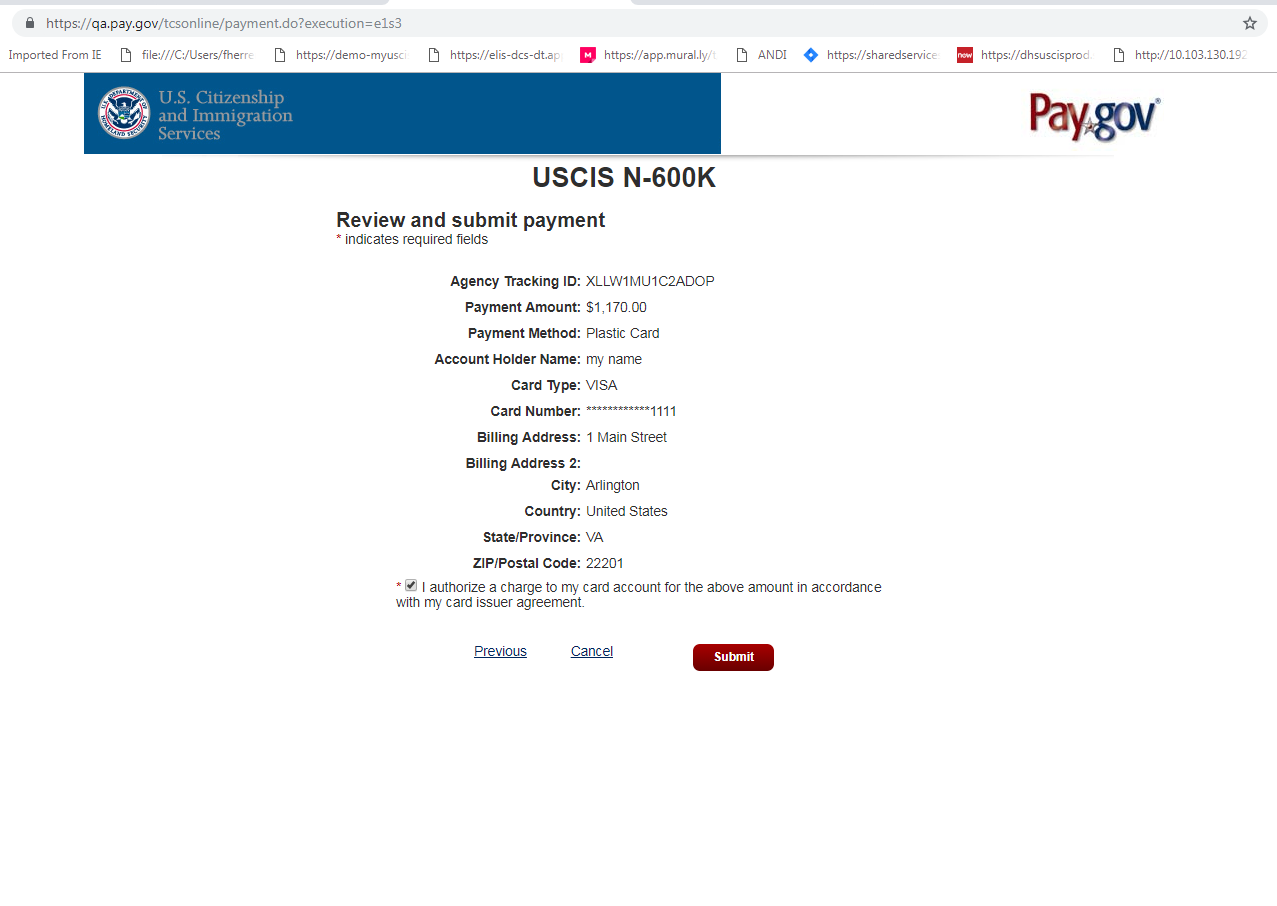 https://qa.pay.gov/tcsonline/payment.do?execution=e1s3
Imported From IE file:///C:/Users/fherre https://demo-myusci https://elis-dcs-dt.ap M https://app.mural.ly/t ANDI https://sharedservice new https://dhsuscisprod. http://10.103.130.192
U.S. Citizenship
and Immigration
Services
Pay.gov®
USCIS N-600K
Review and submit payment
* indicates required fields
Agency Tracking ID: XLLW1MU1C2ADOP
Payment Amount: $1,170.00
Payment Method: Plastic Card
Account Holder Name: my name
Card Type: VISA
Card Number: ************1111
Billing Address: 1 Main Street
Billing Address 2:
City: Arlington
Country: United States
State/Province: VA
ZIP/Postal Code: 22201
* I authorize a charge to my card account for the above amount in accordance
with my card issuer agreement.
Previous Cancel Submit